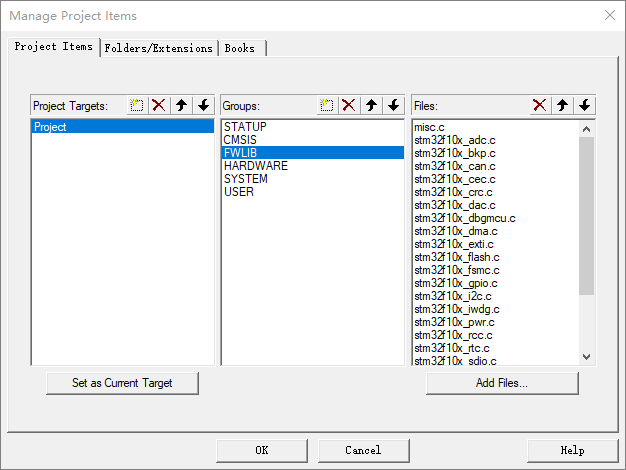 Manage Project Items
Project Items Folders/Extensions Books
Project Targets:
Project
Set as Current Target
Groups:
STATUP
CMSIS
FWLIB
HARDWARE
SYSTEM
USER
Files:
misc.c
stm32f10x_adc.c
stm32f10x_bkp.c
stm32f10x_can.c
stm32f10x_cec.c
stm32f10x_crc.c
stm32f10x_dac.c
stm32f10x_dbgmcu.c
stm32f10x_dma.c
stm32f10x_exti.c
stm32f10x_flash.c
stm32f10x_fsmc.c
stm32f10x_gpio.c
stm32f10x_i2c.c
stm32f10x_iwdg.c
stm32f10x_pwr.c
stm32f10x_rcc.c
stm32f10x_rtc.c
stm32f10x_sdio.c
Add Files...
OK Cancel Help